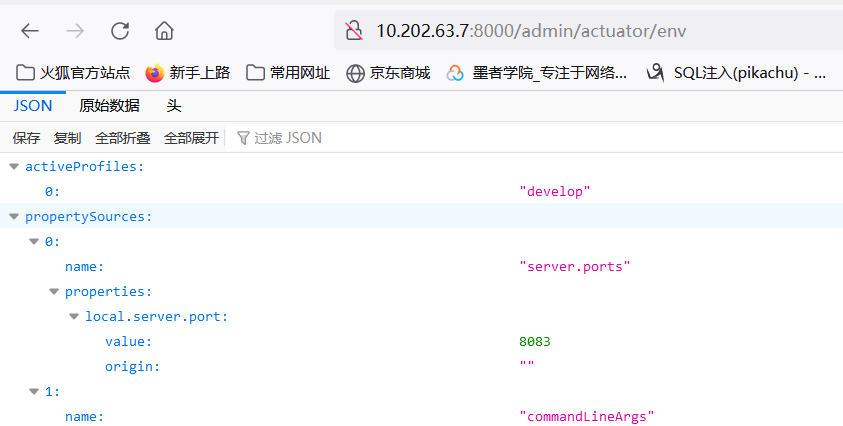 10.202.63.7:8000/admin/actuator/env
火狐官方站点 新手上路 常用网址 京东商城 墨者学院_专注于网络... SQL注入(pikachu) - ...
JSON 原始数据 头
保存 复制 全部折叠 全部展开 过滤 JSON
activeProfiles:
0: "develop"
propertySources:
0:
name: "server.ports"
properties:
local.server.port:
value: 8083
origin: ""
1:
name: "commandLineArgs"